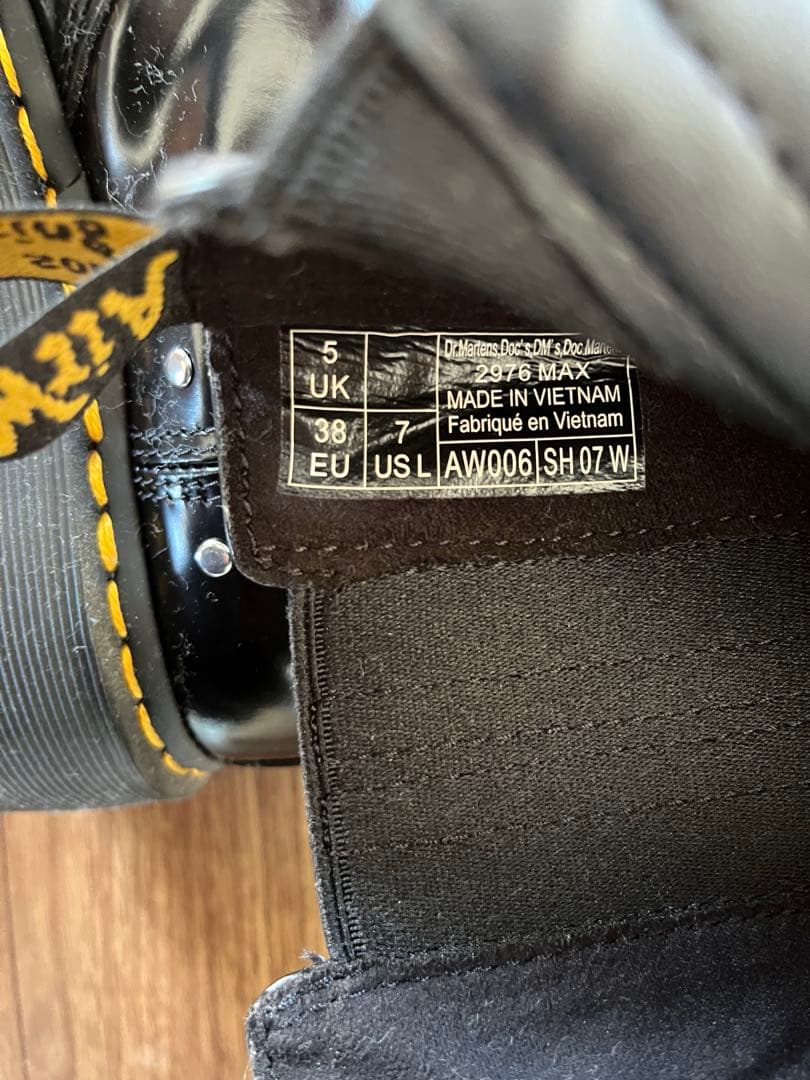 5
UK
38
EU
7
US L
Dr.Martens,Doc's,DM's,Doc
2976 MAX
MADE IN VIETNAM
Fabriqué en Vietnam
AW006
SH 07 W